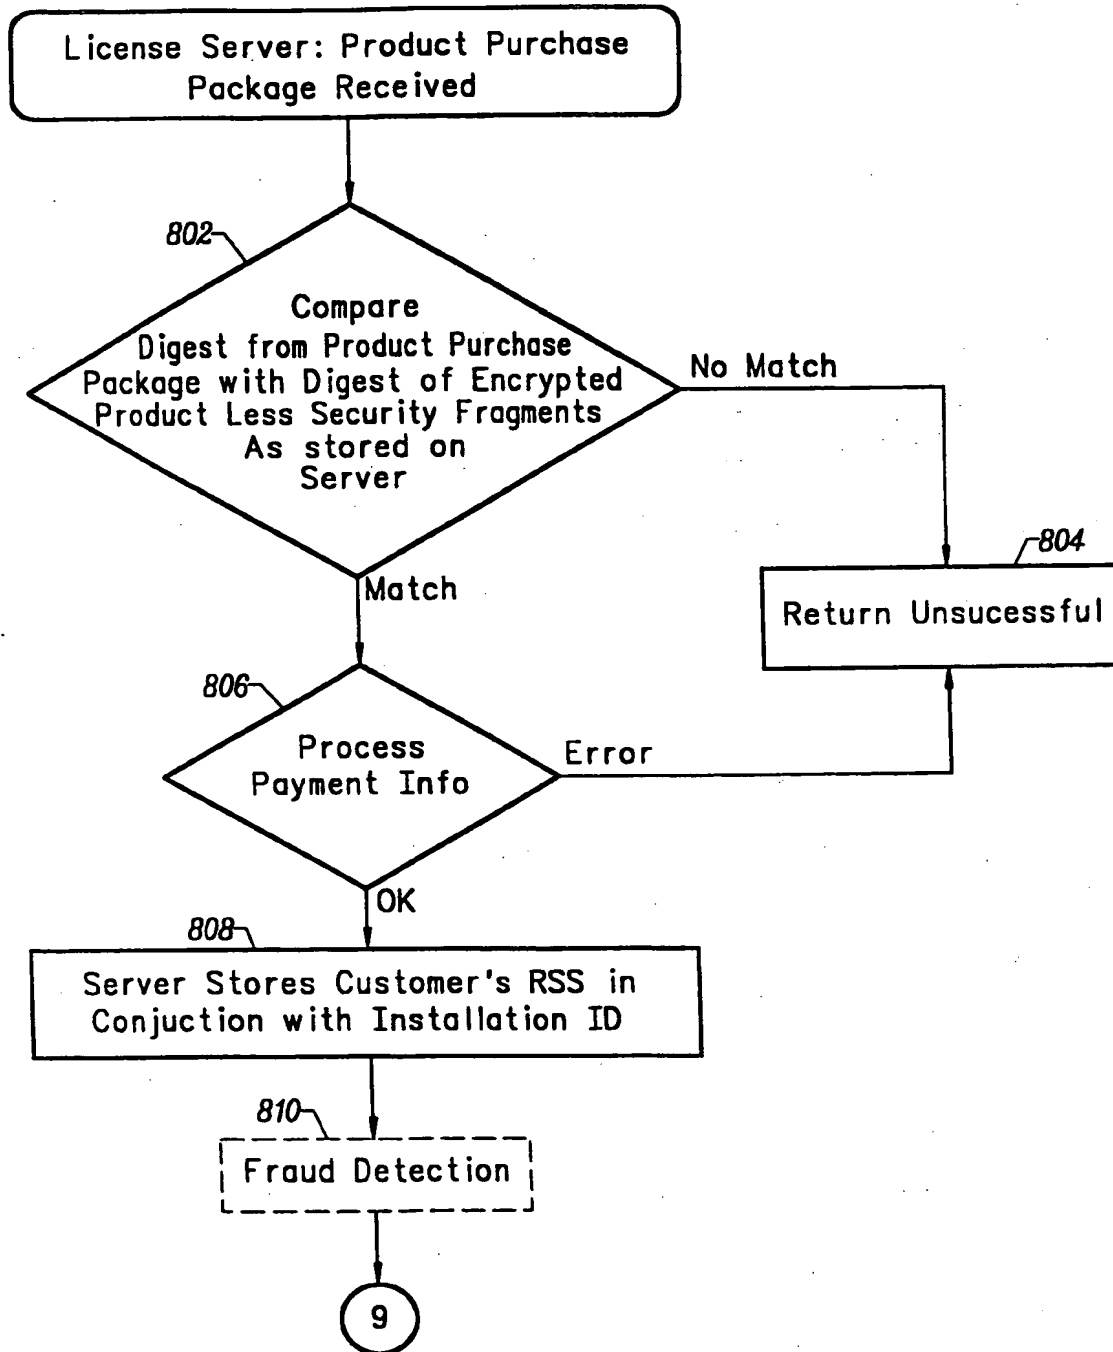 License Server: Product Purchase
Package Received
802
Compare
Digest from Product Purchase
Package with Digest of Encrypted
Product Less Security Fragments
As stored on
Server
No Match
804
Return Unsucessful
Match
806
Process
Payment Info
Error
OK
808
Server Stores Customer's RSS in
Conjuction with Installation ID
810
Fraud Detection
9